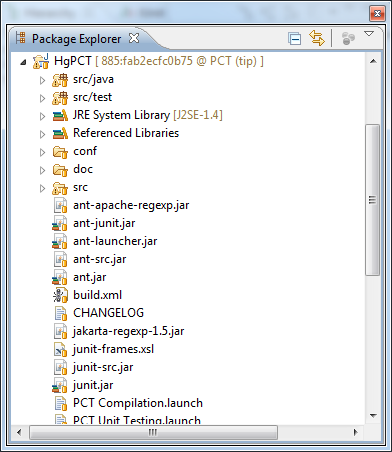 Package Explorer
HgPCT [ 885:fab2ecfc0b75 @ PCT (tip) ]
src/java
src/test
JRE System Library [J2SE-1.4]
Referenced Libraries
conf
doc
src
ant-apache-regexp.jar
ant-junit.jar
ant-launcher.jar
ant-src.jar
ant.jar
build.xml
CHANGELOG
jakarta-regexp-1.5.jar
junit-frames.xsl
junit-src.jar
junit.jar
PCT Compilation.launch
PCT Unit Testing.launch